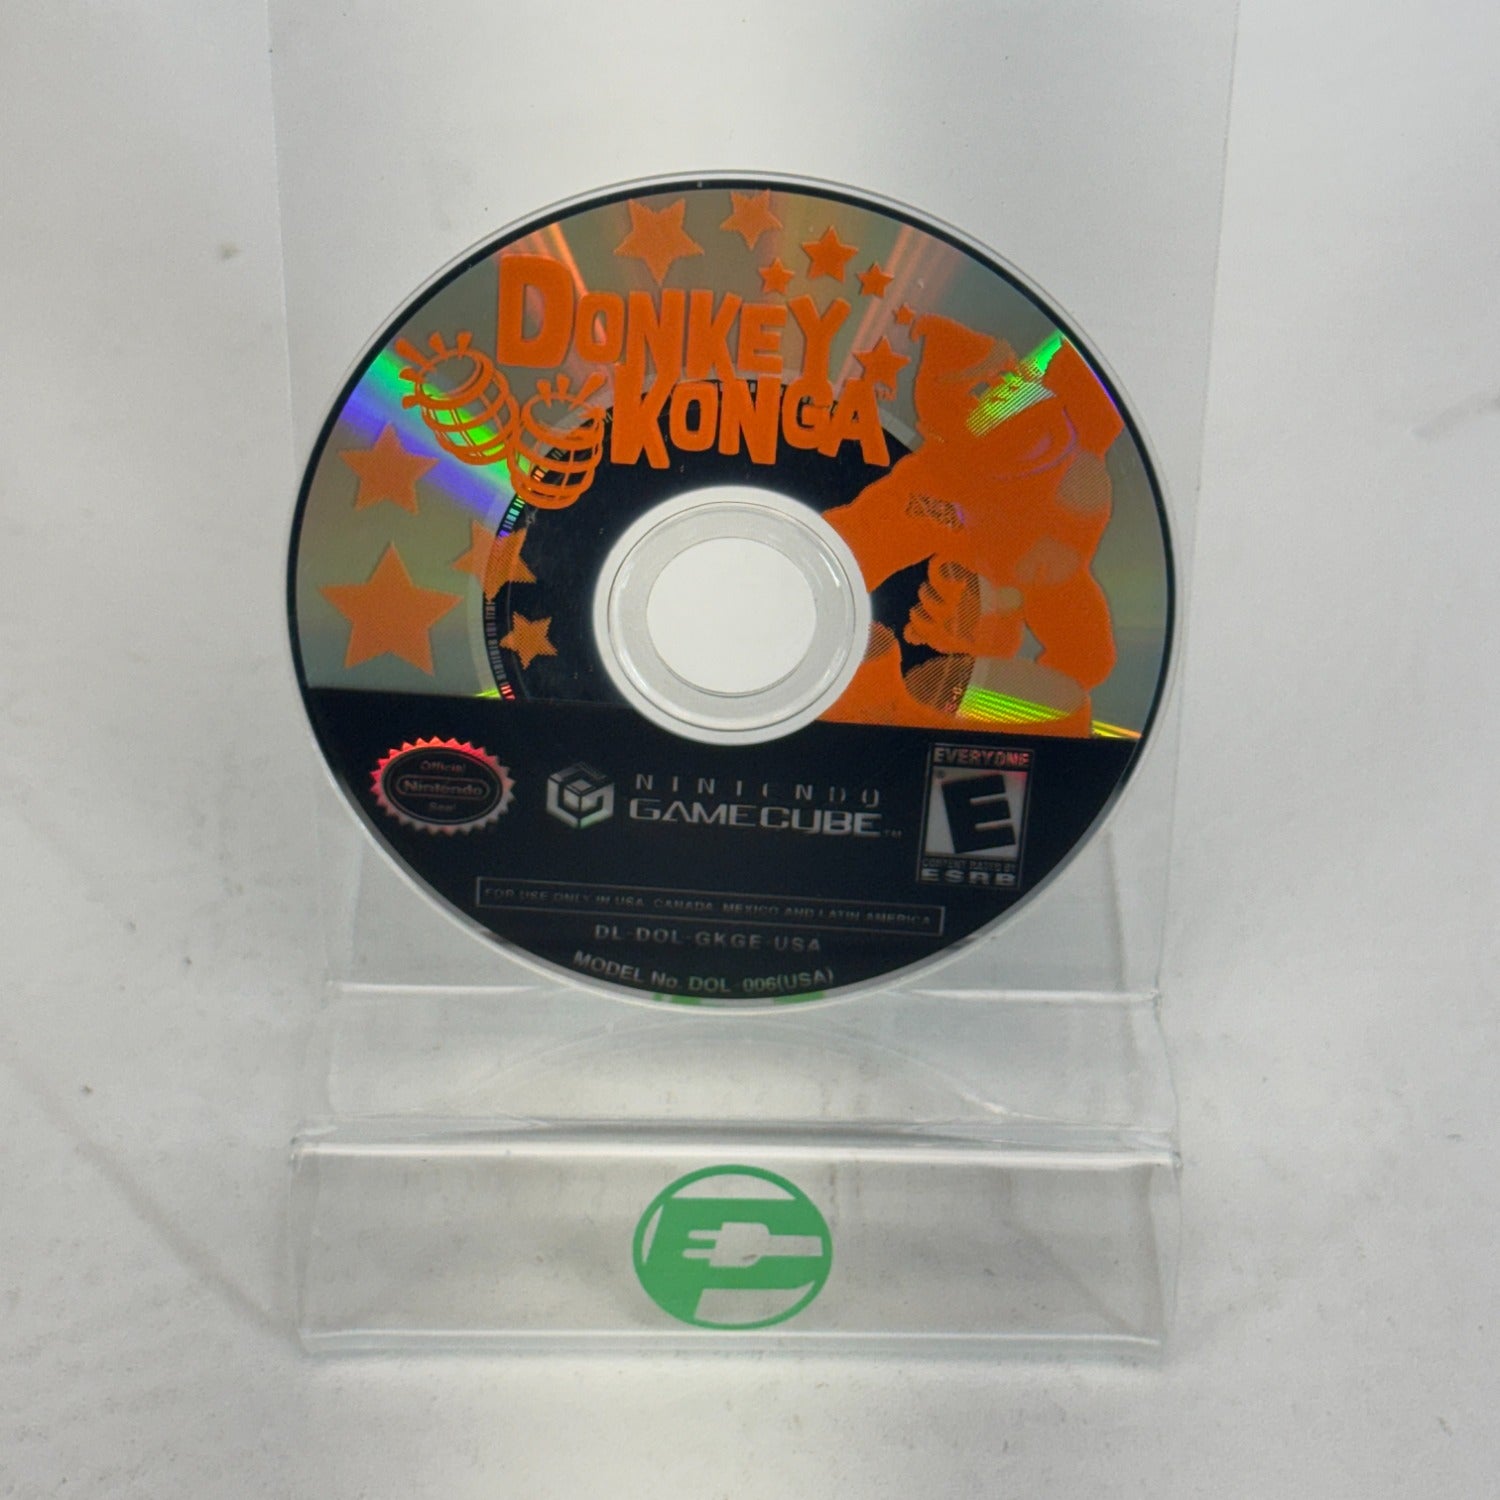 DONKEY
KONGA
Official
Nintendo
Seal
NINTENDO
GAMECUBE™
EVERYONE
E
CONTENT RATED BY
ESRB
FOR USE ONLY IN USA, CANADA, MEXICO AND LATIN AMERICA
DL-DOL-GKGE-USA
MODEL No. DOL-006(USA)